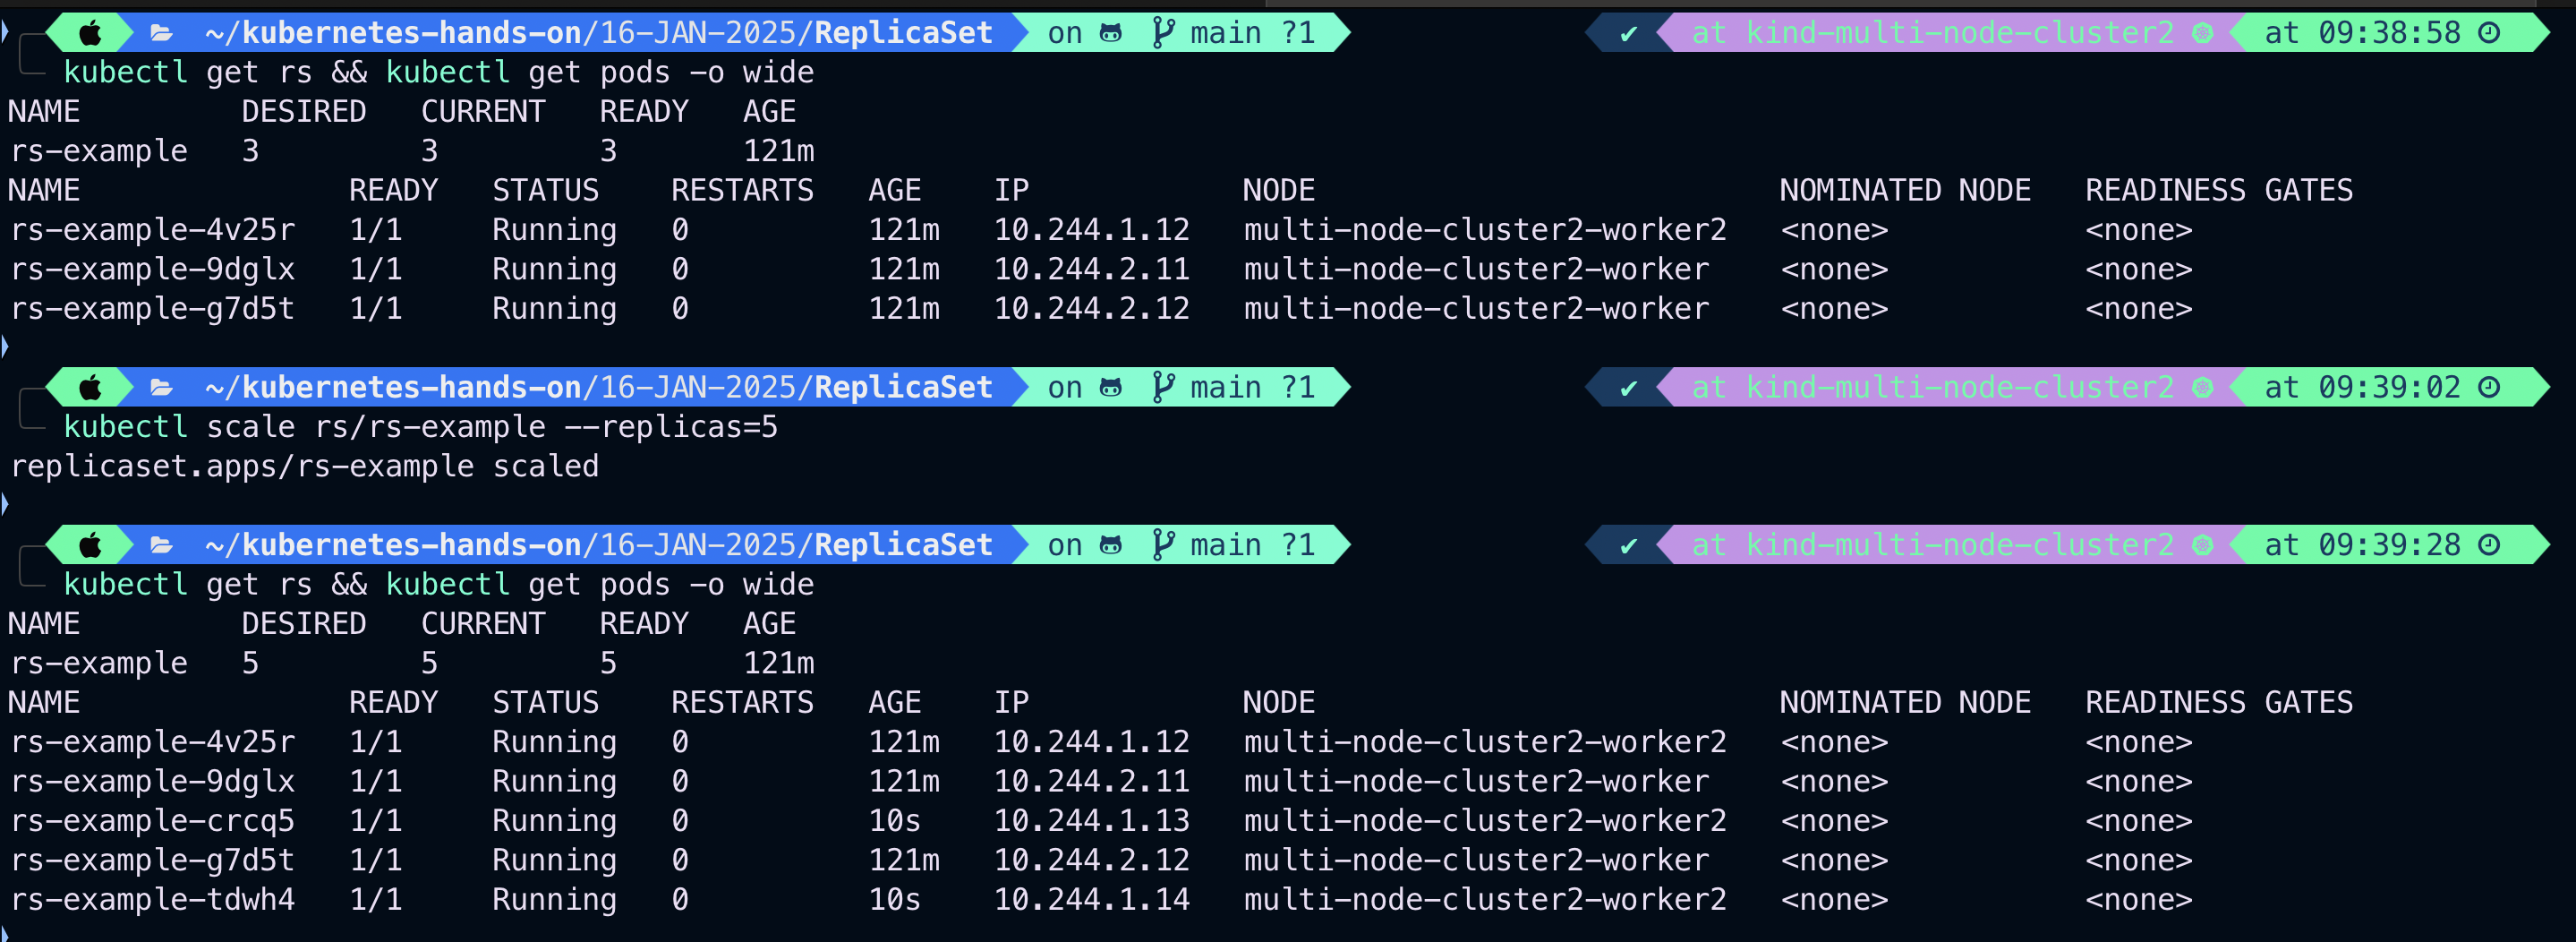 ~/kubernetes-hands-on/16-JAN-2025/ReplicaSet on main ?1 ✔ at kind-multi-node-cluster2 at 09:38:58
kubectl get rs && kubectl get pods -o wide
NAME DESIRED CURRENT READY AGE
rs-example 3 3 3 121m
NAME READY STATUS RESTARTS AGE IP NODE NOMINATED NODE READINESS GATES
rs-example-4v25r 1/1 Running 0 121m 10.244.1.12 multi-node-cluster2-worker2 <none> <none>
rs-example-9dglx 1/1 Running 0 121m 10.244.2.11 multi-node-cluster2-worker <none> <none>
rs-example-g7d5t 1/1 Running 0 121m 10.244.2.12 multi-node-cluster2-worker <none> <none>
~/kubernetes-hands-on/16-JAN-2025/ReplicaSet on main ?1 ✔ at kind-multi-node-cluster2 at 09:39:02
kubectl scale rs/rs-example --replicas=5
replicaset.apps/rs-example scaled
~/kubernetes-hands-on/16-JAN-2025/ReplicaSet on main ?1 ✔ at kind-multi-node-cluster2 at 09:39:28
kubectl get rs && kubectl get pods -o wide
NAME DESIRED CURRENT READY AGE
rs-example 5 5 5 121m
NAME READY STATUS RESTARTS AGE IP NODE NOMINATED NODE READINESS GATES
rs-example-4v25r 1/1 Running 0 121m 10.244.1.12 multi-node-cluster2-worker2 <none> <none>
rs-example-9dglx 1/1 Running 0 121m 10.244.2.11 multi-node-cluster2-worker <none> <none>
rs-example-crcq5 1/1 Running 0 10s 10.244.1.13 multi-node-cluster2-worker2 <none> <none>
rs-example-g7d5t 1/1 Running 0 121m 10.244.2.12 multi-node-cluster2-worker <none> <none>
rs-example-tdwh4 1/1 Running 0 10s 10.244.1.14 multi-node-cluster2-worker2 <none> <none>